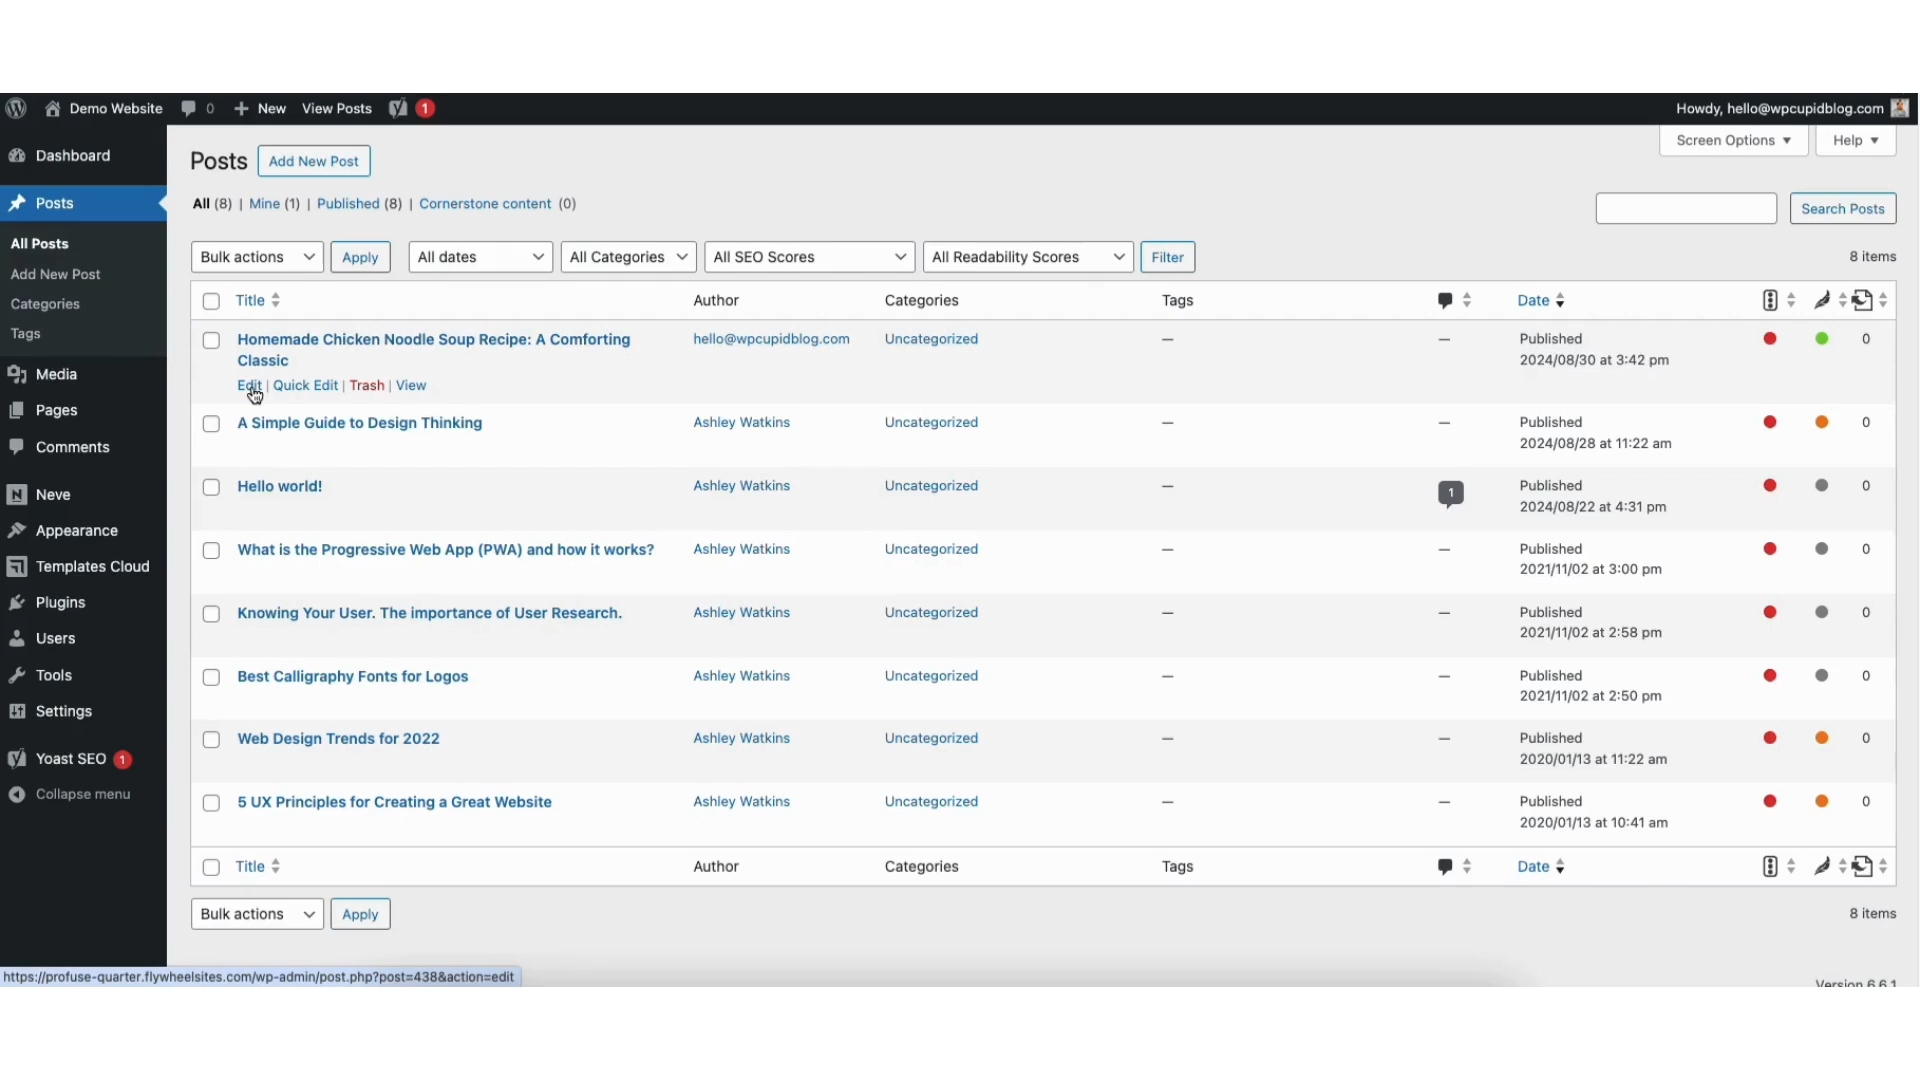 Demo Website 0 New View Posts 1 Howdy, hello@wpcupidblog.com
Screen Options Help
Dashboard
Posts
All Posts
Add New Post
Categories
Tags
Media
Pages
Comments
Neve
Appearance
Templates Cloud
Plugins
Users
Tools
Settings
Yoast SEO 1
Collapse menu
Posts Add New Post
All (8) | Mine (1) | Published (8) | Cornerstone content (0)
Search Posts
Bulk actions Apply All dates All Categories All SEO Scores All Readability Scores Filter 8 items
Title Author Categories Tags Date
Homemade Chicken Noodle Soup Recipe: A Comforting hello@wpcupidblog.com Uncategorized — — Published 0
Classic 2024/08/30 at 3:42 pm
Edit | Quick Edit | Trash | View
A Simple Guide to Design Thinking Ashley Watkins Uncategorized — — Published 0
2024/08/28 at 11:22 am
Hello world! Ashley Watkins Uncategorized — 1 Published 0
2024/08/22 at 4:31 pm
What is the Progressive Web App (PWA) and how it works? Ashley Watkins Uncategorized — — Published 0
2021/11/02 at 3:00 pm
Knowing Your User. The importance of User Research. Ashley Watkins Uncategorized — — Published 0
2021/11/02 at 2:58 pm
Best Calligraphy Fonts for Logos Ashley Watkins Uncategorized — — Published 0
2021/11/02 at 2:50 pm
Web Design Trends for 2022 Ashley Watkins Uncategorized — — Published 0
2020/01/13 at 11:22 am
5 UX Principles for Creating a Great Website Ashley Watkins Uncategorized — — Published 0
2020/01/13 at 10:41 am
Title Author Categories Tags Date
Bulk actions Apply 8 items
https://profuse-quarter.flywheelsites.com/wp-admin/post.php?post=438&action=edit
Version 6.6.1